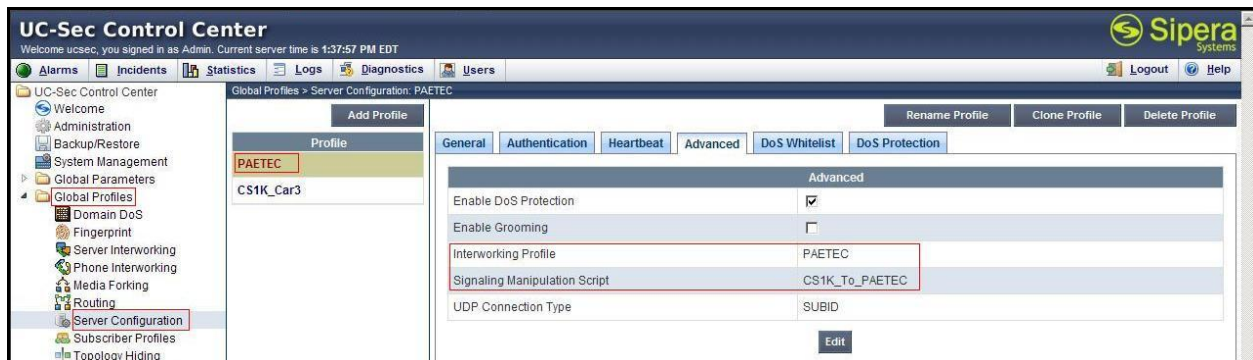 UC-Sec Control Center
Welcome ucsec, you signed in as Admin. Current server time is 1:37:57 PM EDT
Sipera
Systems
Alarms Incidents Statistics Logs Diagnostics Users Logout Help
UC-Sec Control Center
Welcome
Administration
Backup/Restore
System Management
Global Parameters
Global Profiles
Domain DoS
Fingerprint
Server Interworking
Phone Interworking
Media Forking
Routing
Server Configuration
Subscriber Profiles
Topology Hiding
Global Profiles > Server Configuration: PAETEC
Add Profile
Rename Profile Clone Profile Delete Profile
Profile
PAETEC
CS1K_Car3
General Authentication Heartbeat Advanced DoS Whitelist DoS Protection
Advanced
Enable DoS Protection
Enable Grooming
Interworking Profile PAETEC
Signaling Manipulation Script CS1K_To_PAETEC
UDP Connection Type SUBID
Edit